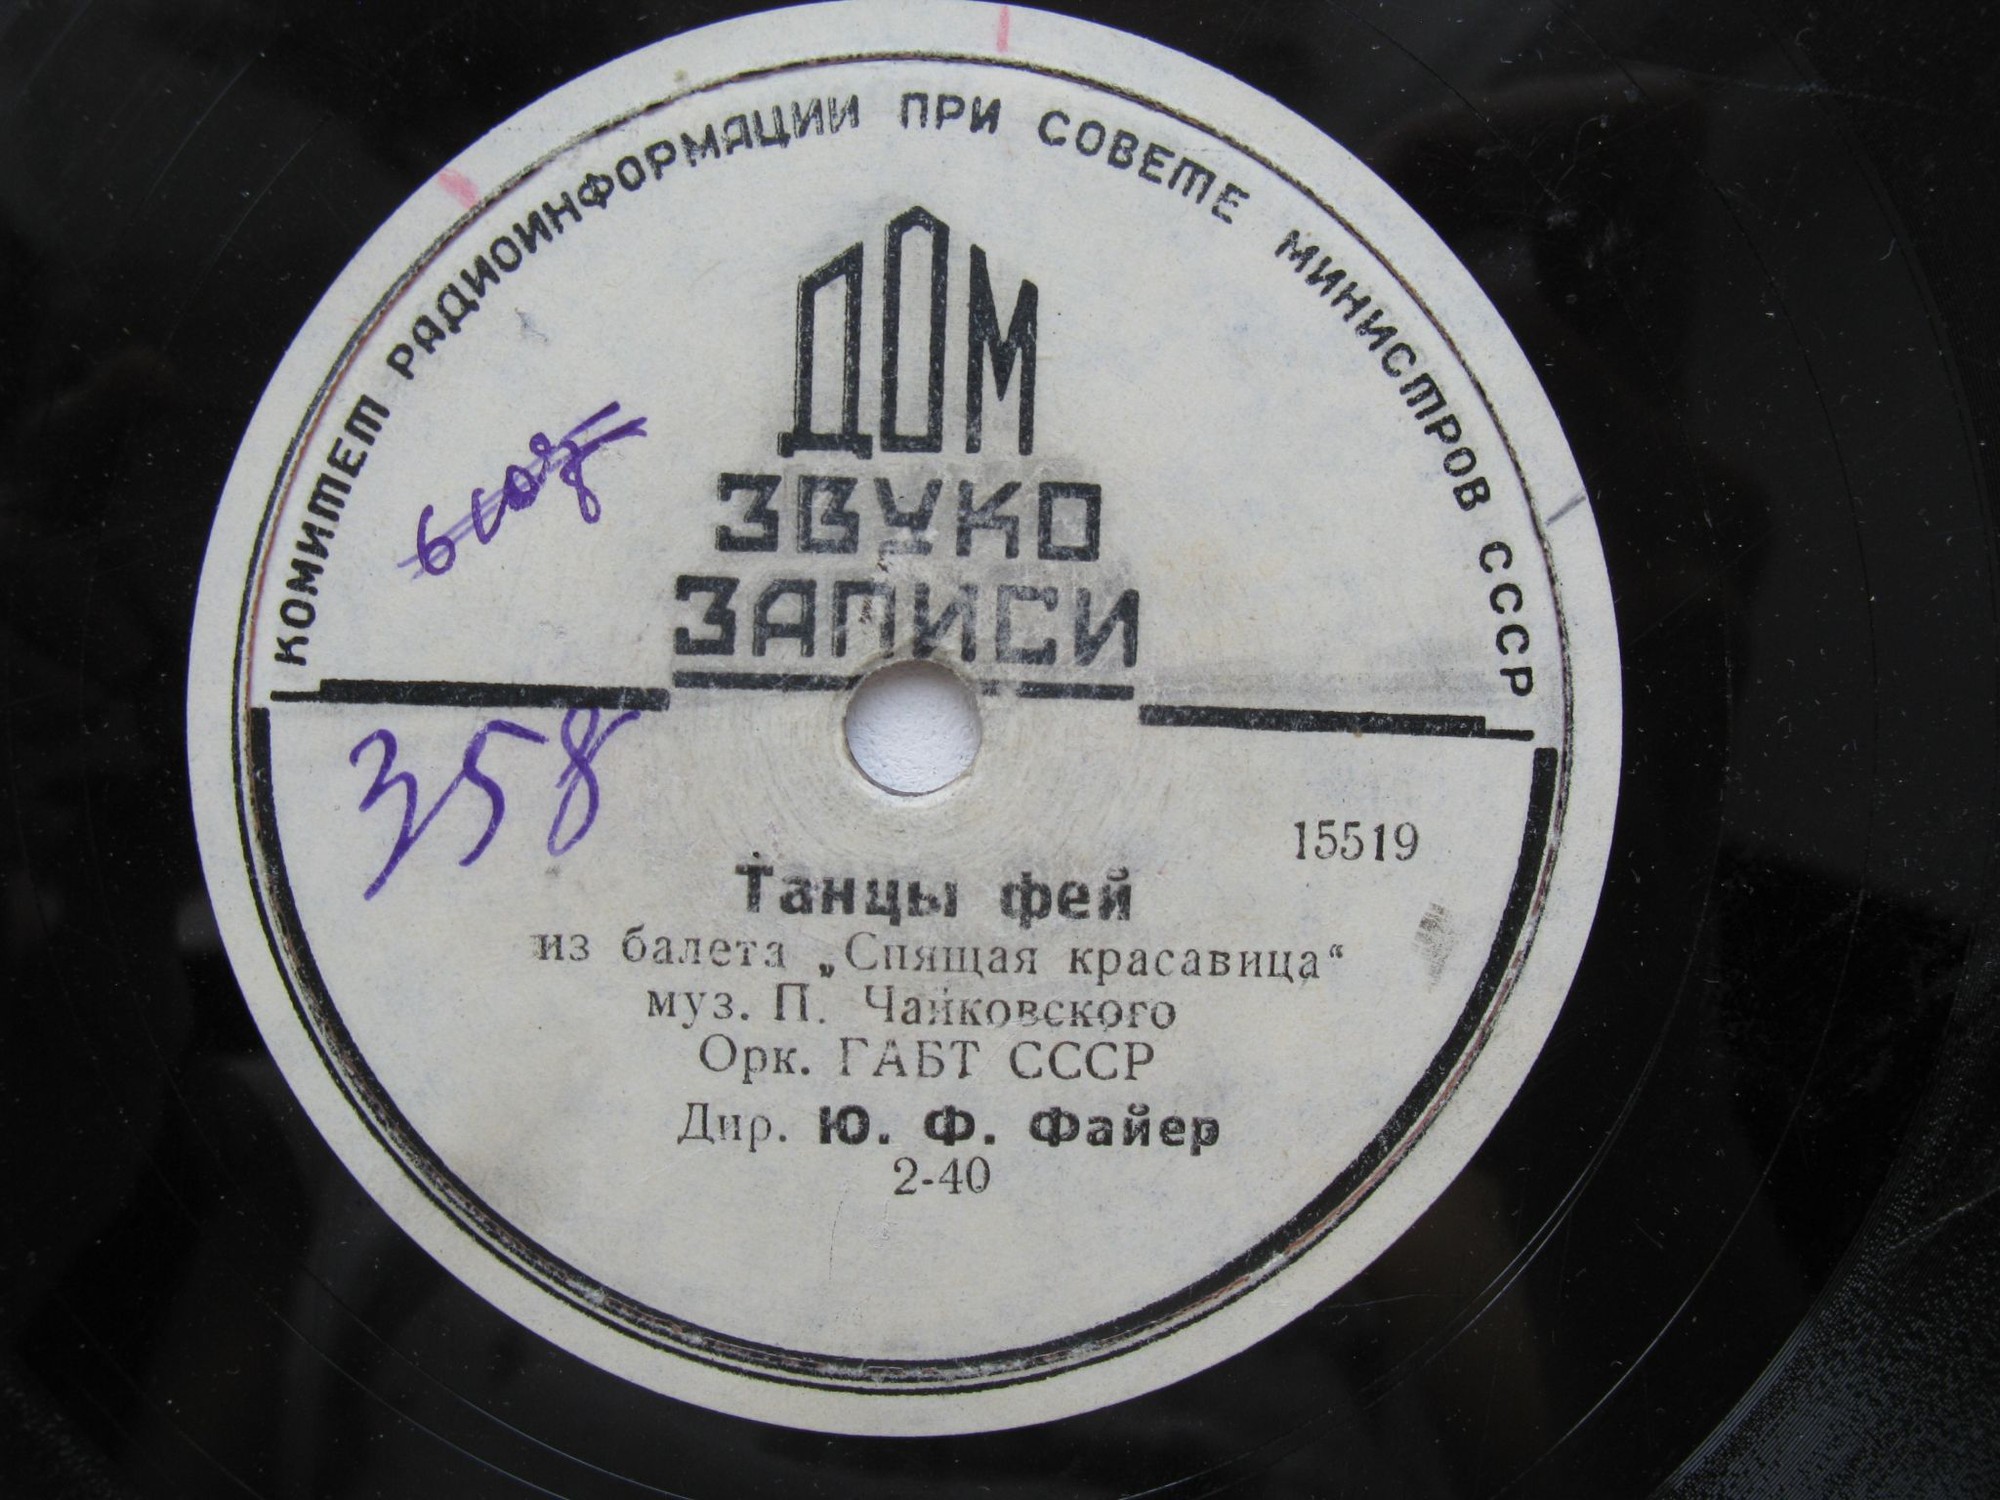 КОМИТЕТ РАДИОИНФОРМАЦИИ ПРИ СОВЕТЕ МИНИСТРОВ СССР
ДОМ
ЗВУКО
ЗАПИСИ
358
15519
Танцы фей
из балета „Спящая красавица“
муз. П. Чайковского
Орк. ГАБТ СССР
Дир. Ю. Ф. Файер
2-40